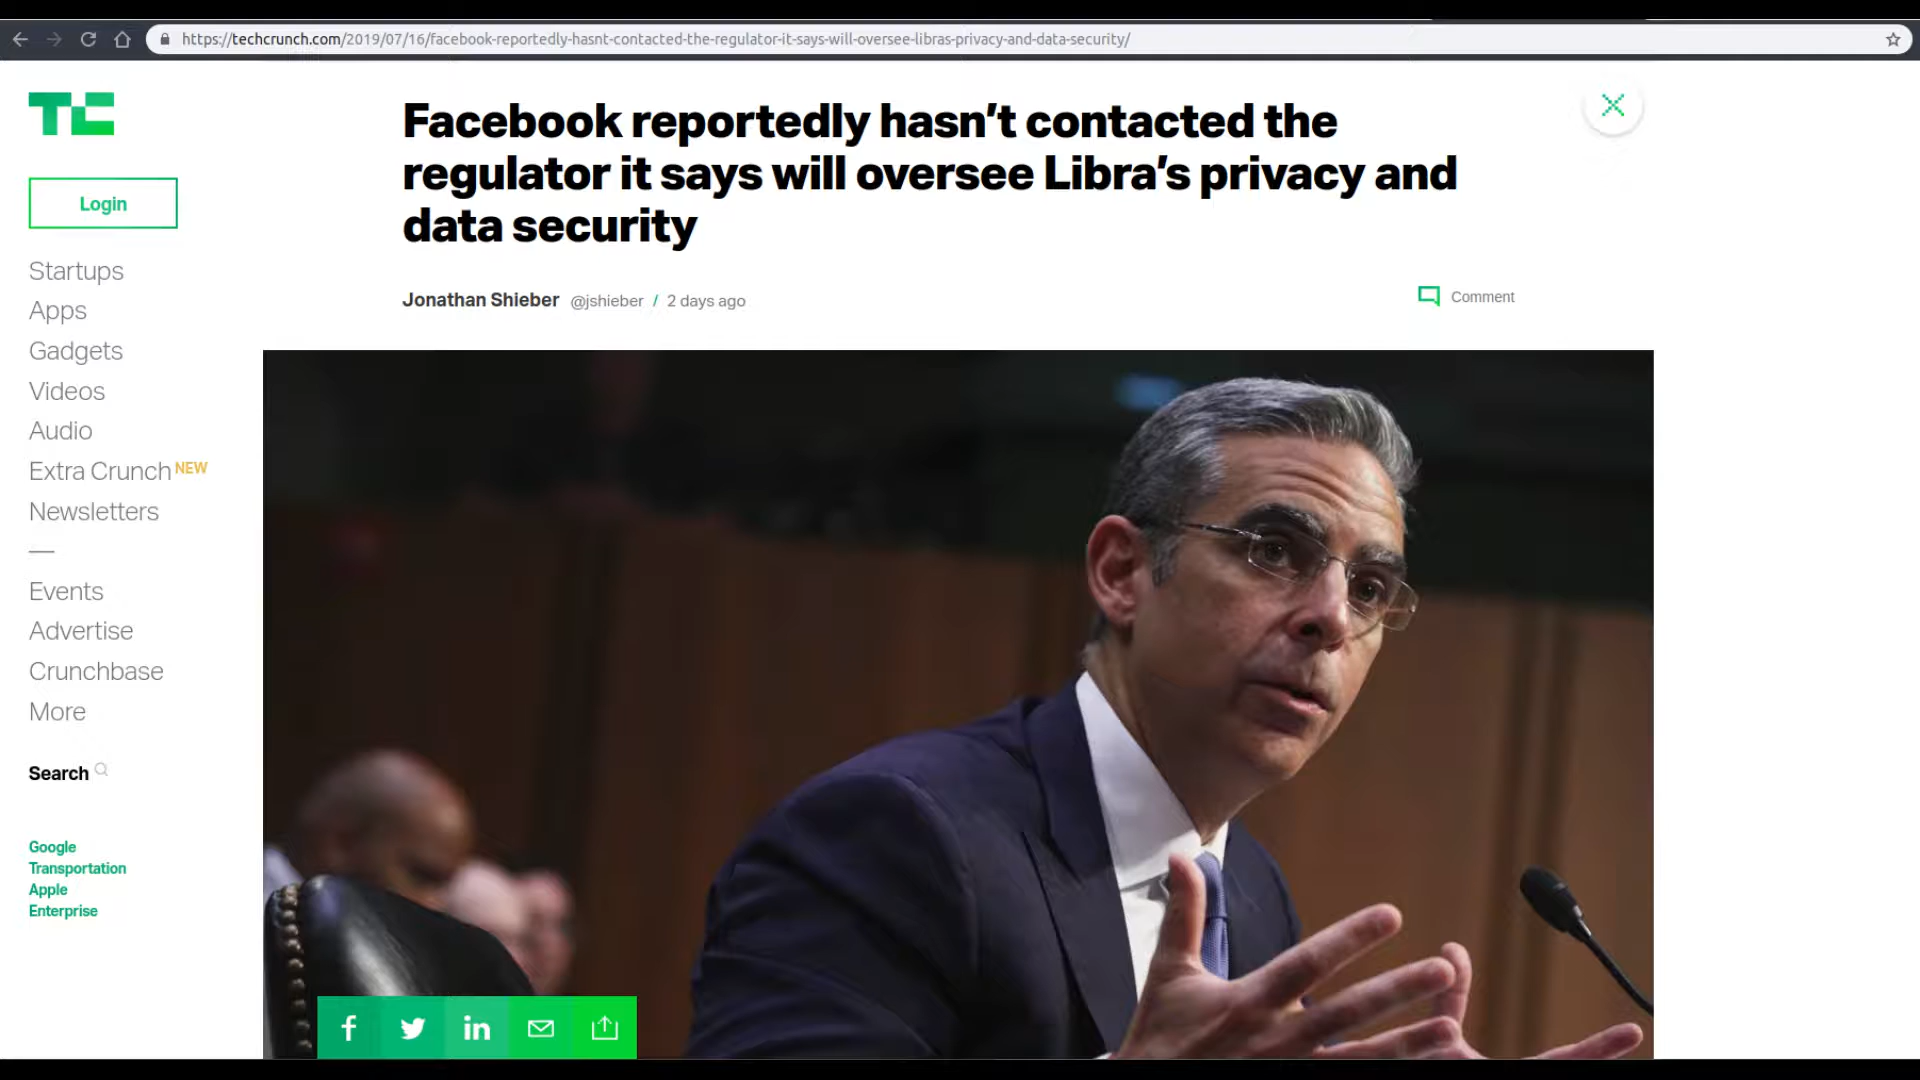 https://techcrunch.com/2019/07/16/facebook-reportedly-hasnt-contacted-the-regulator-it-says-will-oversee-libras-privacy-and-data-security/
TC
Login
Startups
Apps
Gadgets
Videos
Audio
Extra Crunch NEW
Newsletters
—
Events
Advertise
Crunchbase
More
Search
Google
Transportation
Apple
Enterprise
Facebook reportedly hasn’t contacted the
regulator it says will oversee Libra’s privacy and
data security
Jonathan Shieber @jshieber / 2 days ago
Comment
f
in